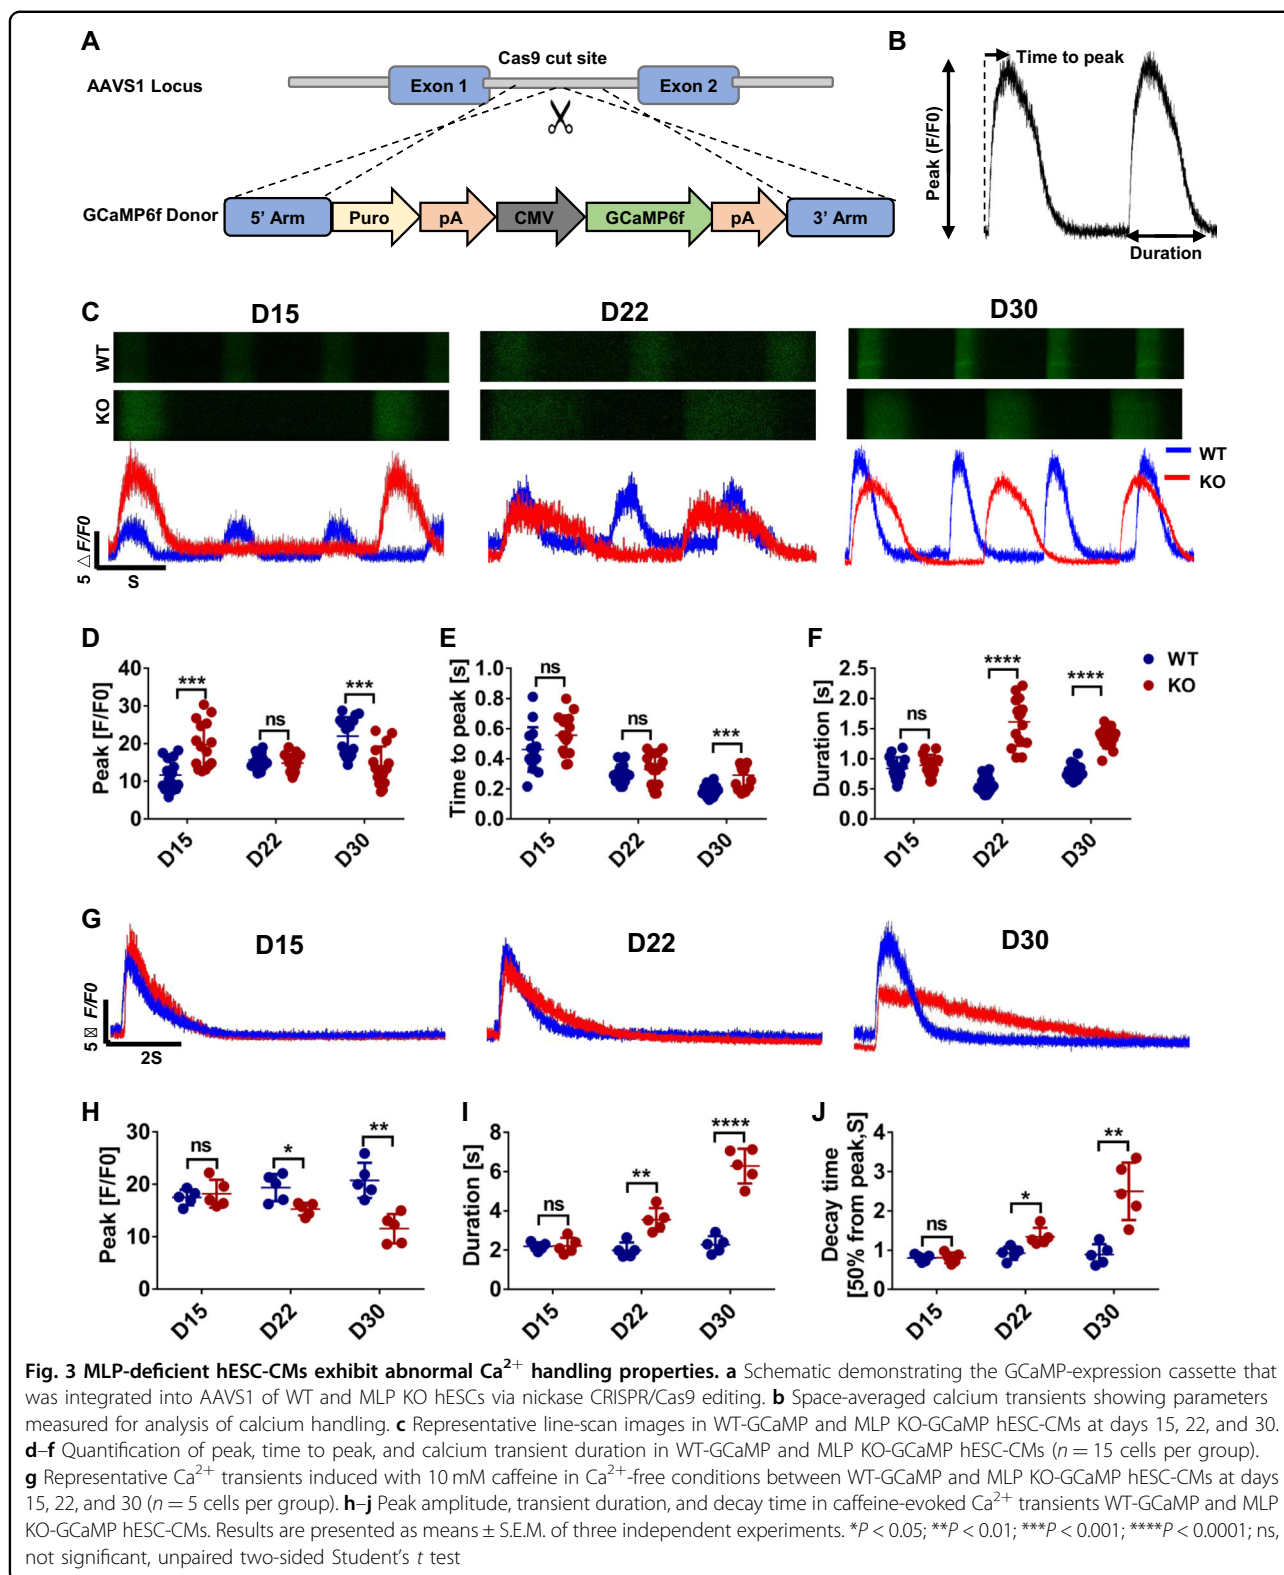 A
Cas9 cut site
AAVS1 Locus
Exon 1
Exon 2
GCaMP6f Donor
5' Arm
Puro
pA
CMV
GCaMP6f
pA
3' Arm
B
Time to peak
Peak (F/F0)
Duration
C
D15
D22
D30
WT
KO
WT
KO
5 △ F/F0
S
D
Peak [F/F0]
40
30
20
10
0
***
ns
***
D15
D22
D30
E
Time to peak [s]
1.0
0.8
0.6
0.4
0.2
0.0
ns
ns
***
D15
D22
D30
F
Duration [s]
2.5
2.0
1.5
1.0
0.5
0.0
ns
****
****
D15
D22
D30
WT
KO
G
D15
D22
D30
5 ☒ F/F0
2S
H
Peak [F/F0]
30
20
10
0
ns
*
**
D15
D22
D30
I
Duration [s]
8
6
4
2
0
ns
**
****
D15
D22
D30
J
Decay time
[50% from peak,S]
4
3
2
1
0
ns
*
**
D15
D22
D30
Fig. 3 MLP-deficient hESC-CMs exhibit abnormal Ca2+ handling properties. a Schematic demonstrating the GCaMP-expression cassette that
was integrated into AAVS1 of WT and MLP KO hESCs via nickase CRISPR/Cas9 editing. b Space-averaged calcium transients showing parameters
measured for analysis of calcium handling. c Representative line-scan images in WT-GCaMP and MLP KO-GCaMP hESC-CMs at days 15, 22, and 30.
d–f Quantification of peak, time to peak, and calcium transient duration in WT-GCaMP and MLP KO-GCaMP hESC-CMs (n = 15 cells per group).
g Representative Ca2+ transients induced with 10 mM caffeine in Ca2+-free conditions between WT-GCaMP and MLP KO-GCaMP hESC-CMs at days
15, 22, and 30 (n = 5 cells per group). h–j Peak amplitude, transient duration, and decay time in caffeine-evoked Ca2+ transients WT-GCaMP and MLP
KO-GCaMP hESC-CMs. Results are presented as means ± S.E.M. of three independent experiments. *P < 0.05; **P < 0.01; ***P < 0.001; ****P < 0.0001; ns,
not significant, unpaired two-sided Student's t test